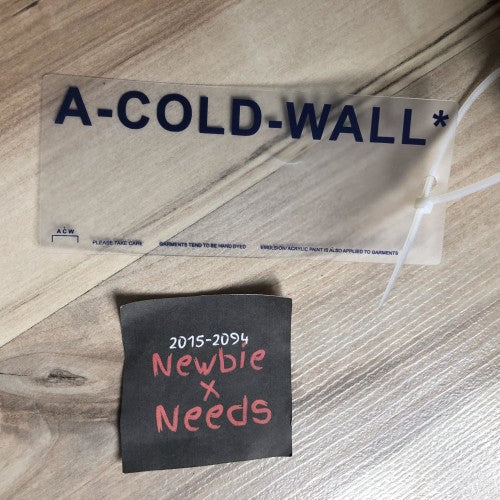 A-COLD-WALL*
ACW
PLEASE TAKE CARE GARMENTS TEND TO BE HAND DYED EMULSION/ACRYLIC PAINT IS ALSO APPLIED TO GARMENTS
2015-2094
Newbie
x
Needs